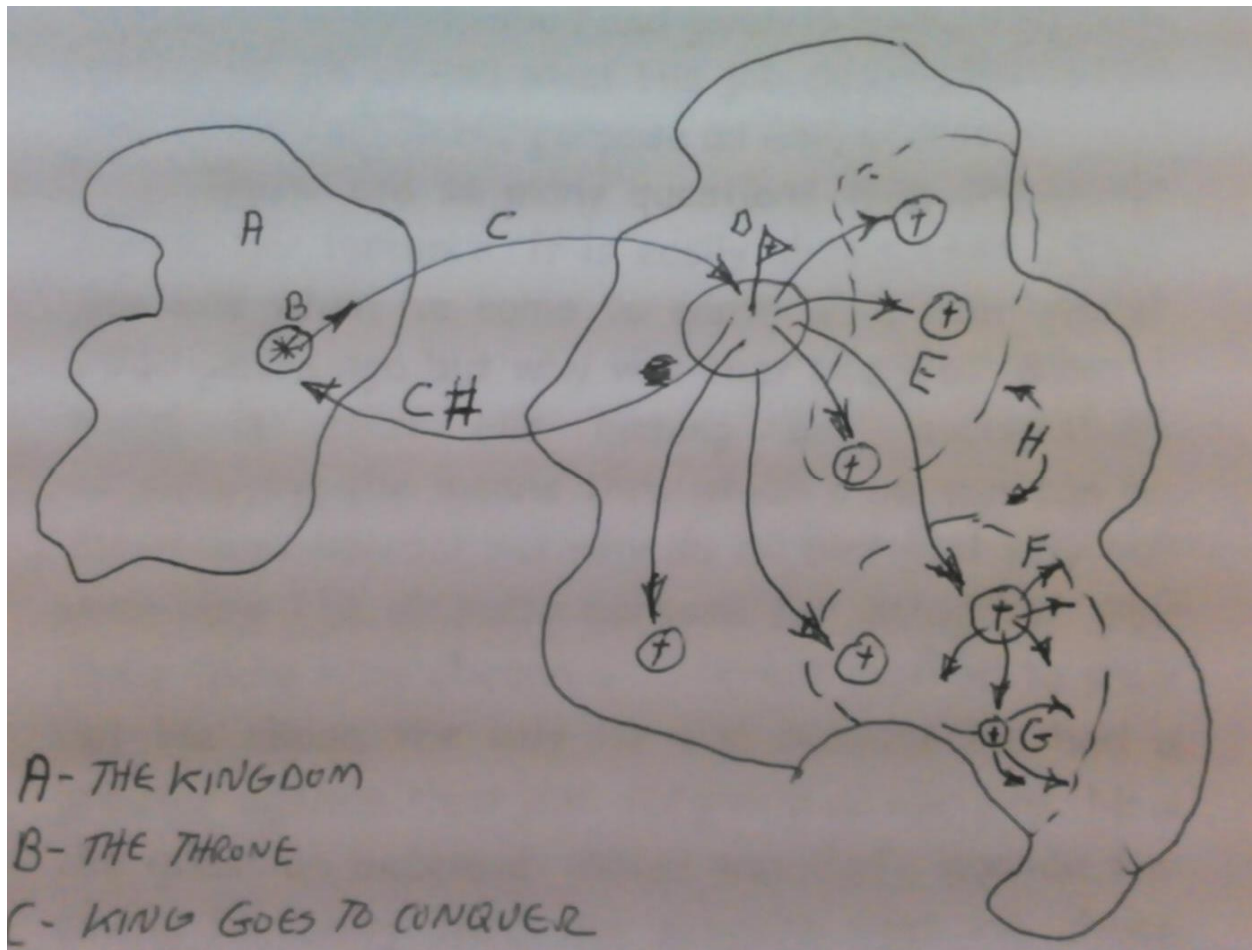 A
C
D
B
E
C#
H
F
G
A- THE KINGDOM
B- THE THRONE
C- KING GOES TO CONQUER